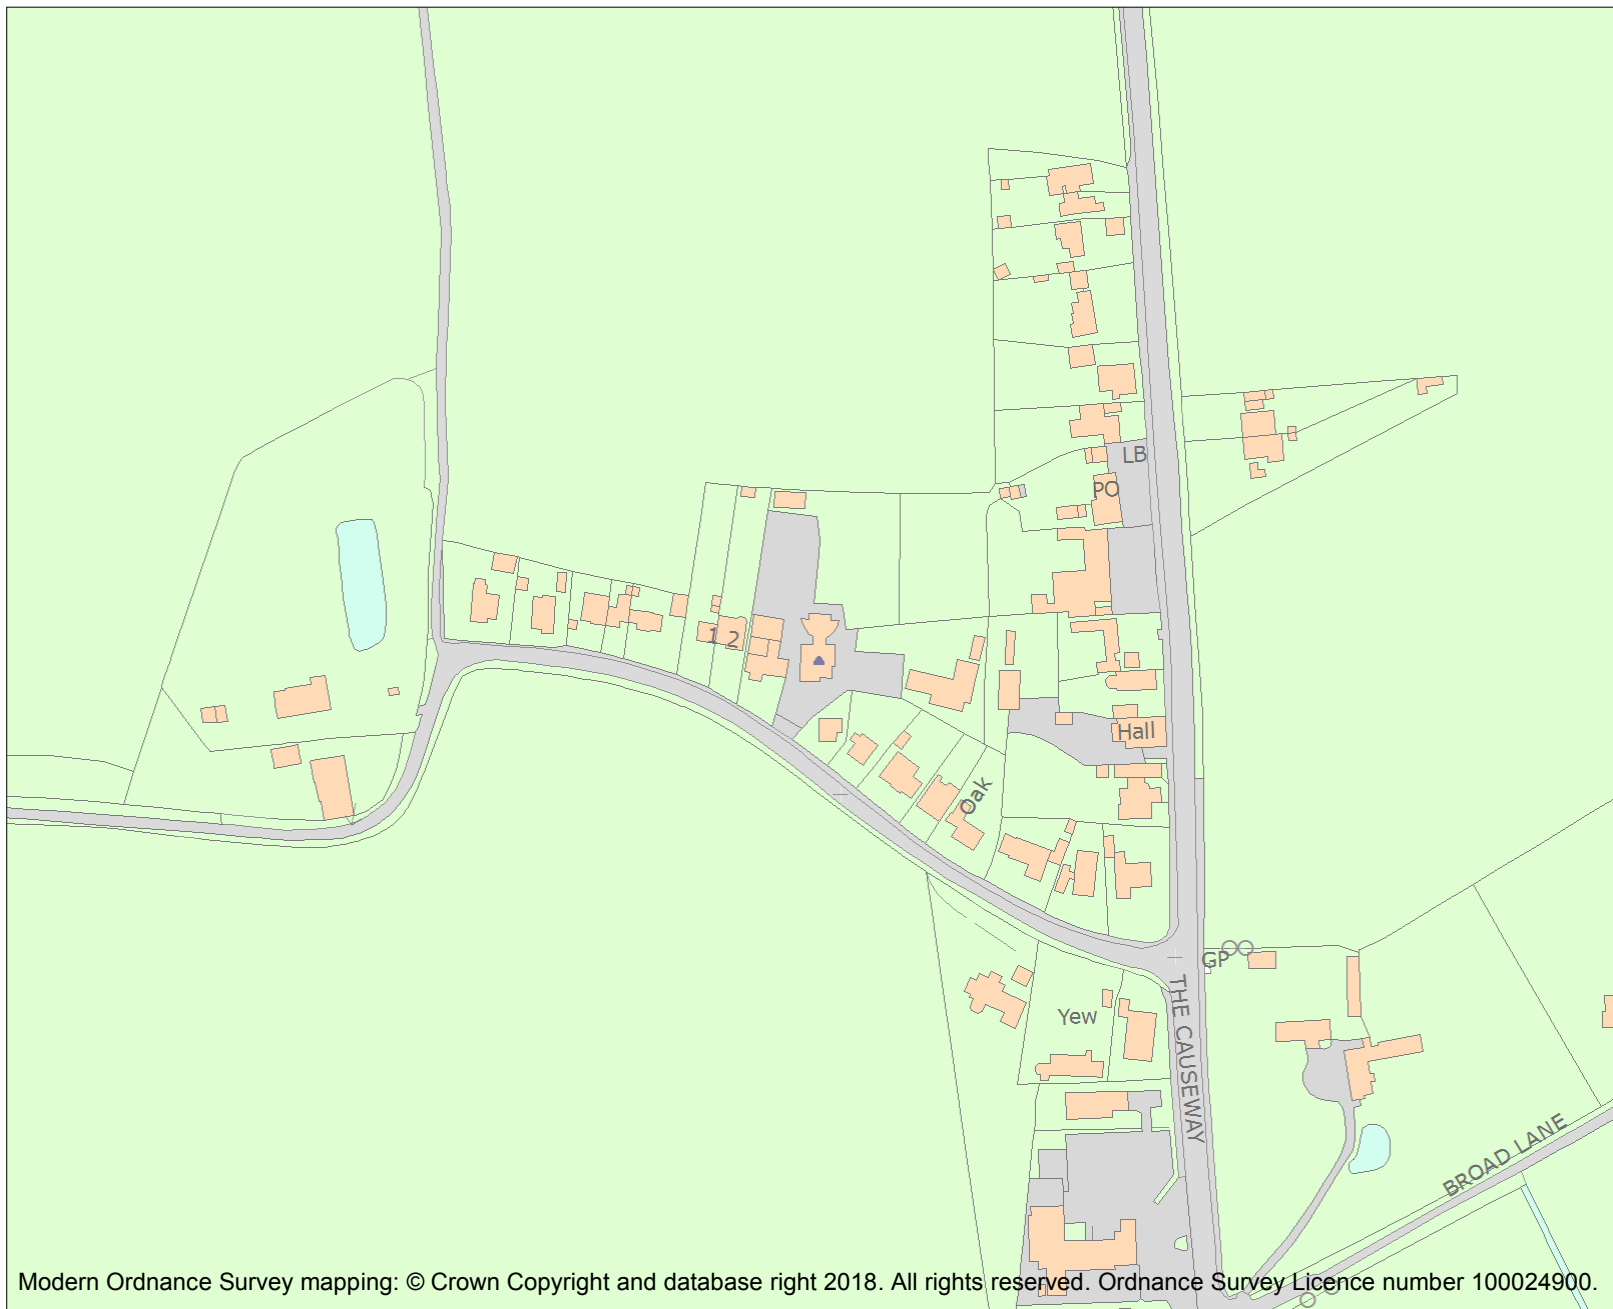 LB
PO
1 2
Hall
Oak
GP
Yew
THE CAUSEWAY
BROAD LANE
Modern Ordnance Survey mapping: © Crown Copyright and database right 2018. All rights reserved. Ordnance Survey Licence number 100024900.